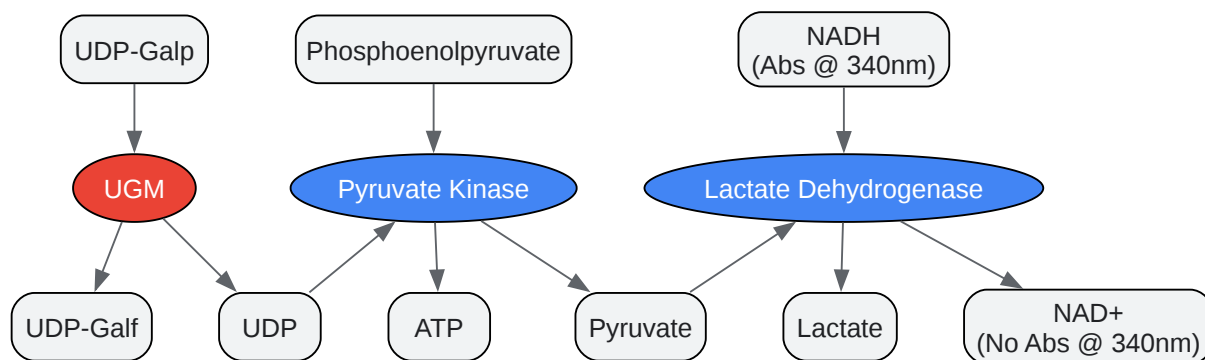 UDP-Galp
Phosphoenolpyruvate
NADH
(Abs @ 340nm)
UGM
Pyruvate Kinase
Lactate Dehydrogenase
UDP-Galf
UDP
ATP
Pyruvate
Lactate
NAD+
(No Abs @ 340nm)